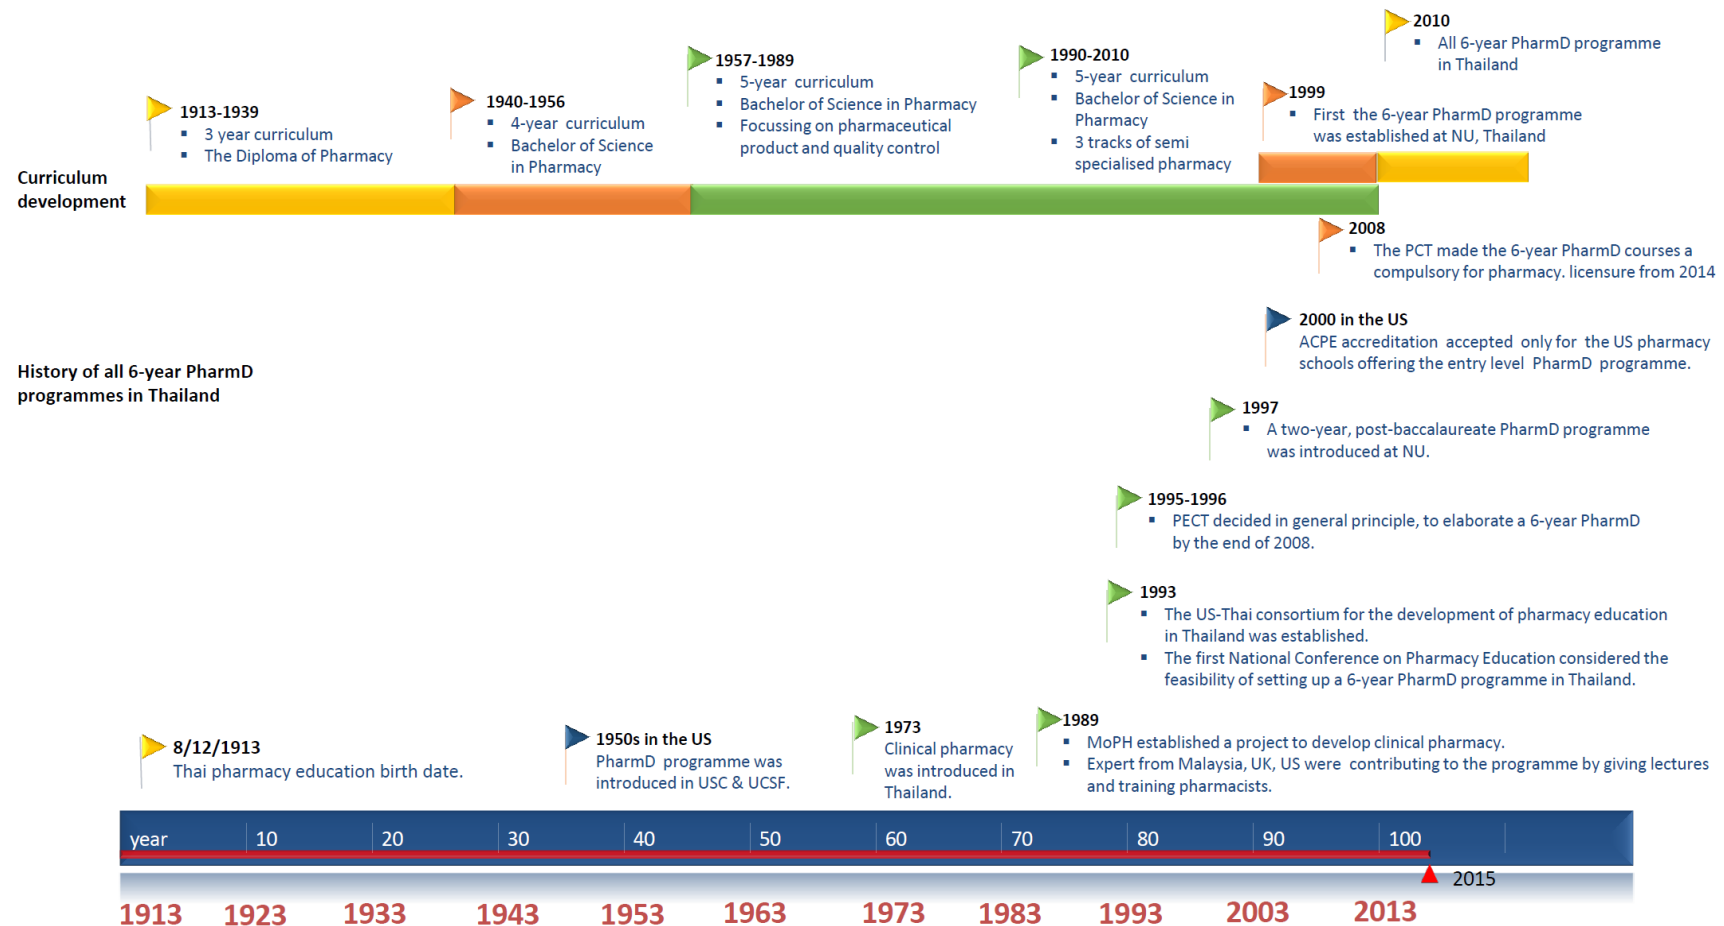 2010
All 6-year PharmD programme
in Thailand
1957-1989
5-year curriculum
Bachelor of Science in Pharmacy
Focussing on pharmaceutical
product and quality control
1990-2010
5-year curriculum
Bachelor of Science in
Pharmacy
3 tracks of semi
specialised pharmacy
1999
First the 6-year PharmD programme
was established at NU, Thailand
1913-1939
3 year curriculum
The Diploma of Pharmacy
1940-1956
4-year curriculum
Bachelor of Science
in Pharmacy
Curriculum
development
2008
The PCT made the 6-year PharmD courses a
compulsory for pharmacy. licensure from 2014
2000 in the US
ACPE accreditation accepted only for the US pharmacy
schools offering the entry level PharmD programme.
History of all 6-year PharmD
programmes in Thailand
1997
A two-year, post-baccalaureate PharmD programme
was introduced at NU.
1995-1996
PECT decided in general principle, to elaborate a 6-year PharmD
by the end of 2008.
1993
The US-Thai consortium for the development of pharmacy education
in Thailand was established.
The first National Conference on Pharmacy Education considered the
feasibility of setting up a 6-year PharmD programme in Thailand.
8/12/1913
Thai pharmacy education birth date.
1950s in the US
PharmD programme was
introduced in USC & UCSF.
1973
Clinical pharmacy
was introduced in
Thailand.
1989
MoPH established a project to develop clinical pharmacy.
Expert from Malaysia, UK, US were contributing to the programme by giving lectures
and training pharmacists.
year 10 20 30 40 50 60 70 80 90 100
2015
1913 1923 1933 1943 1953 1963 1973 1983 1993 2003 2013